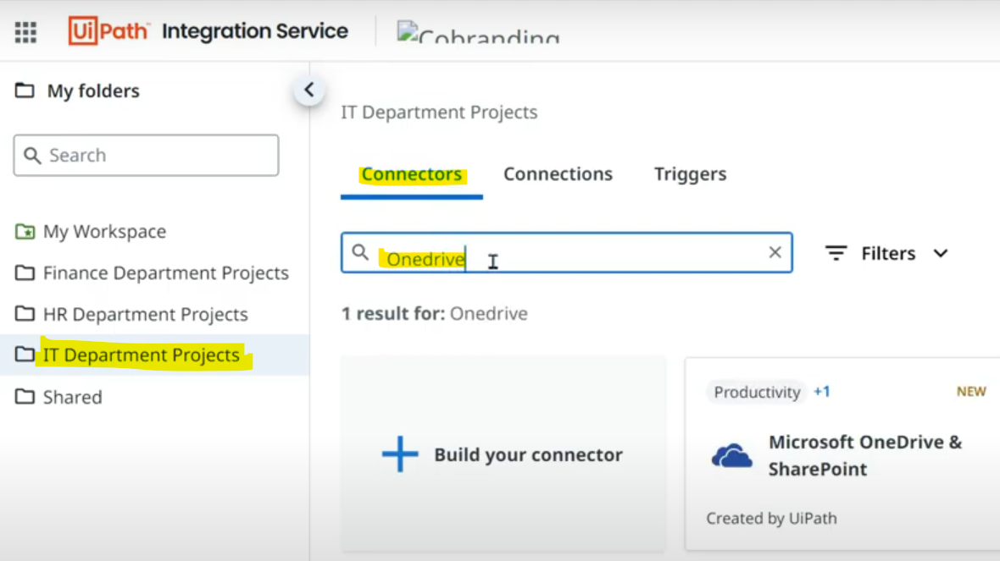 UiPath Integration Service
Cobranding
My folders
Search
My Workspace
Finance Department Projects
HR Department Projects
IT Department Projects
Shared
IT Department Projects
Connectors Connections Triggers
Onedrive
Filters
1 result for: Onedrive
Build your connector
Productivity +1 NEW
Microsoft OneDrive &
SharePoint
Created by UiPath